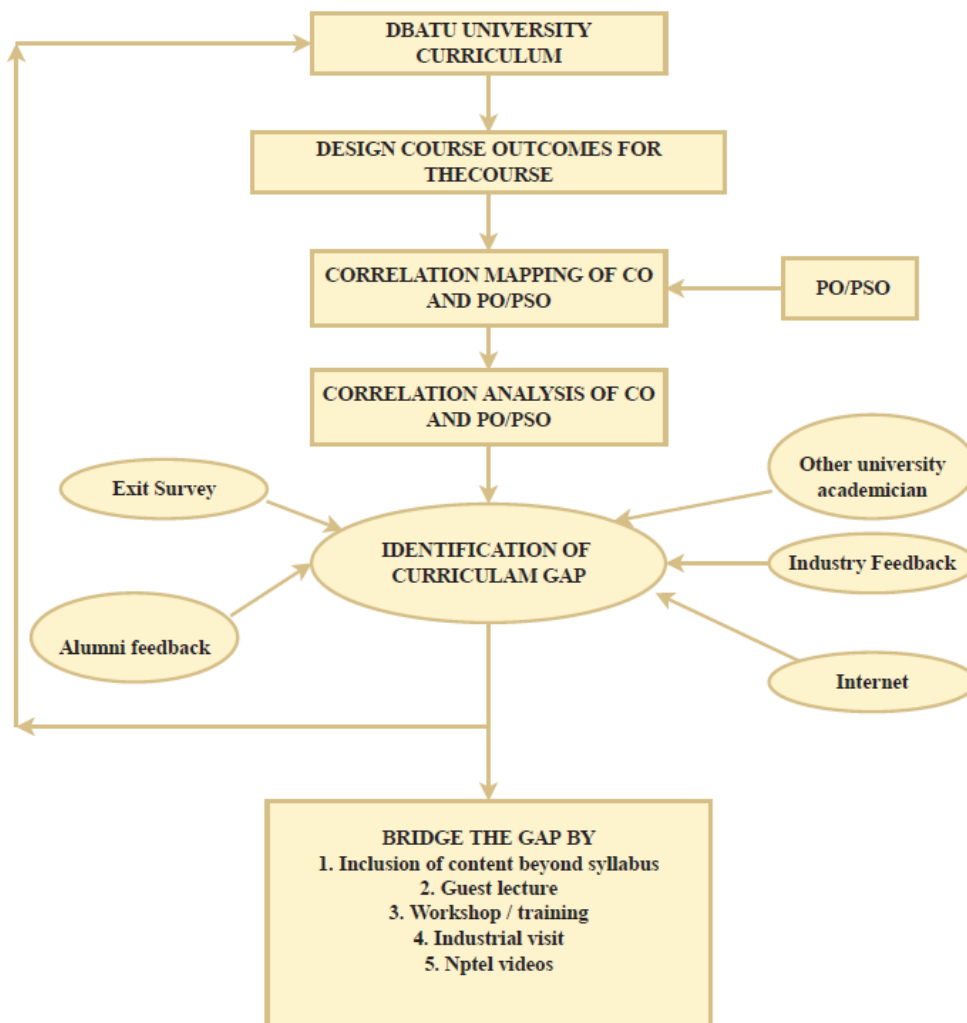 DBATU UNIVERSITY
CURRICULUM
DESIGN COURSE OUTCOMES FOR
THECOURSE
CORRELATION MAPPING OF CO
AND PO/PSO
PO/PSO
CORRELATION ANALYSIS OF CO
AND PO/PSO
Exit Survey
Other university
academician
IDENTIFICATION OF
CURRICULAM GAP
Industry Feedback
Alumni feedback
Internet
BRIDGE THE GAP BY
1. Inclusion of content beyond syllabus
2. Guest lecture
3. Workshop / training
4. Industrial visit
5. Nptel videos